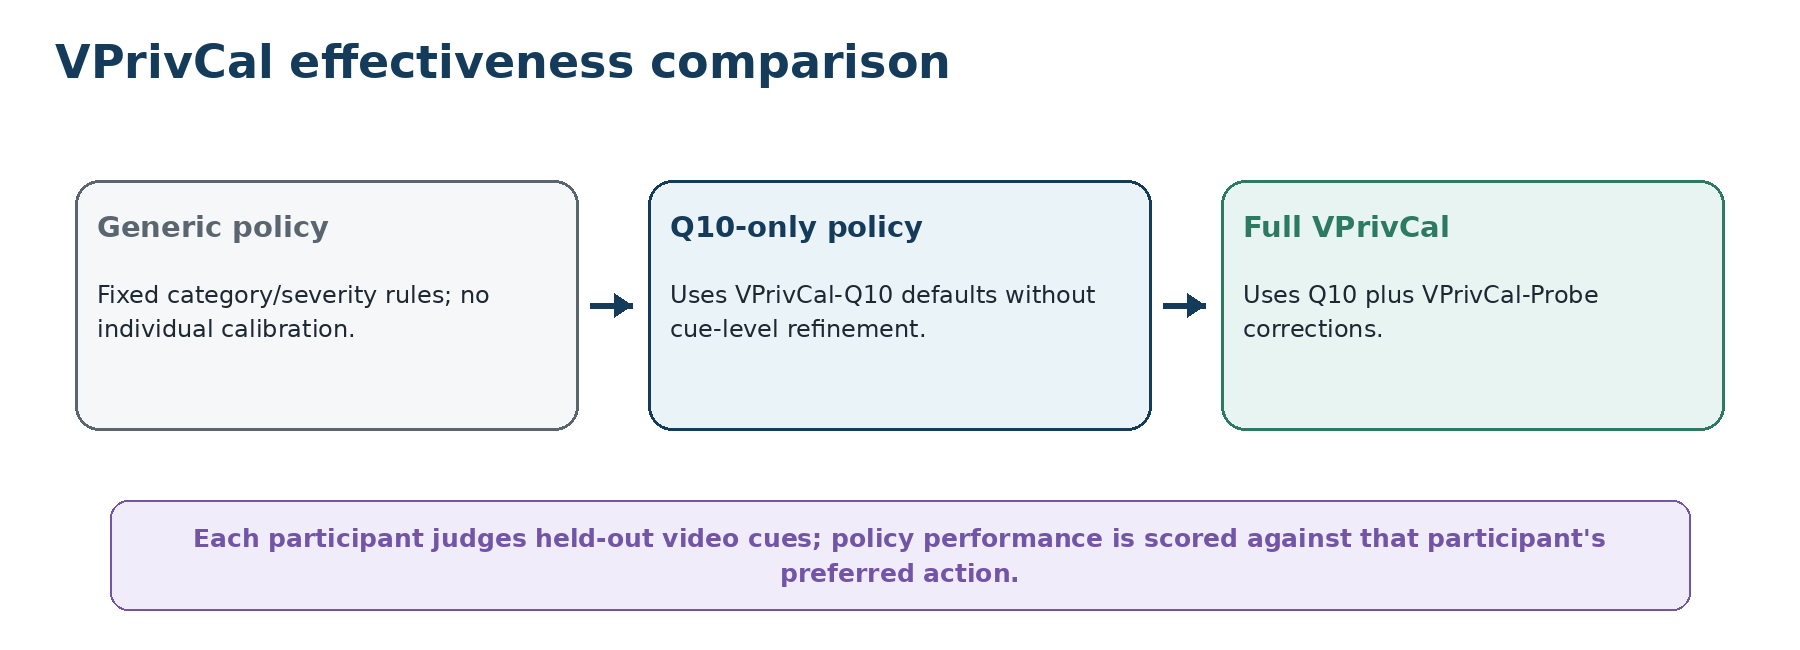 VPrivCal effectiveness comparison
Generic policy
Fixed category/severity rules; no
individual calibration.
Q10-only policy
Uses VPrivCal-Q10 defaults without
cue-level refinement.
Full VPrivCal
Uses Q10 plus VPrivCal-Probe
corrections.
Each participant judges held-out video cues; policy performance is scored against that participant's
preferred action.